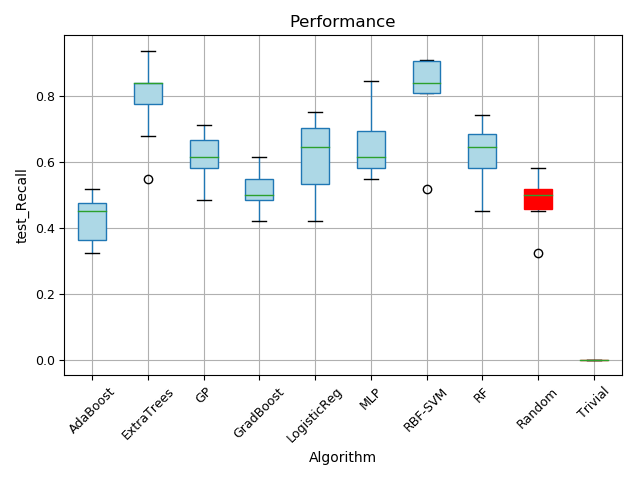 Performance
test_Recall
0.8
0.6
0.4
0.2
0.0
AdaBoost
ExtraTrees
GP
GradBoost
LogisticReg
MLP
RBF-SVM
RF
Random
Trivial
Algorithm